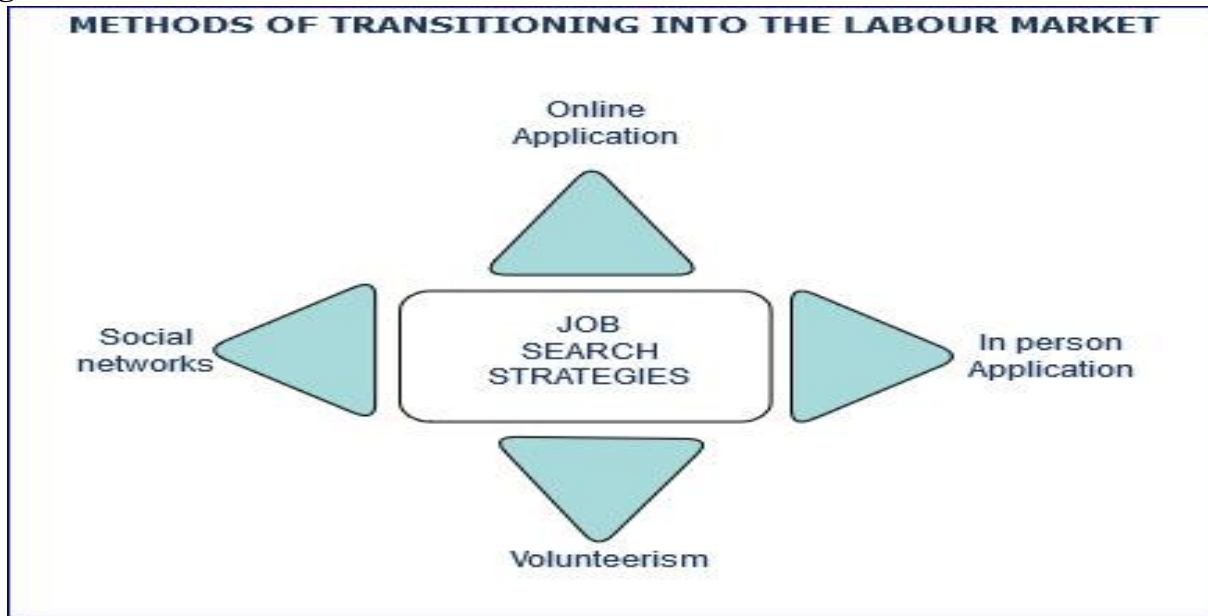 METHODS OF TRANSITIONING INTO THE LABOUR MARKET
Online
Application
Social
networks
JOB
SEARCH
STRATEGIES
In person
Application
Volunteerism